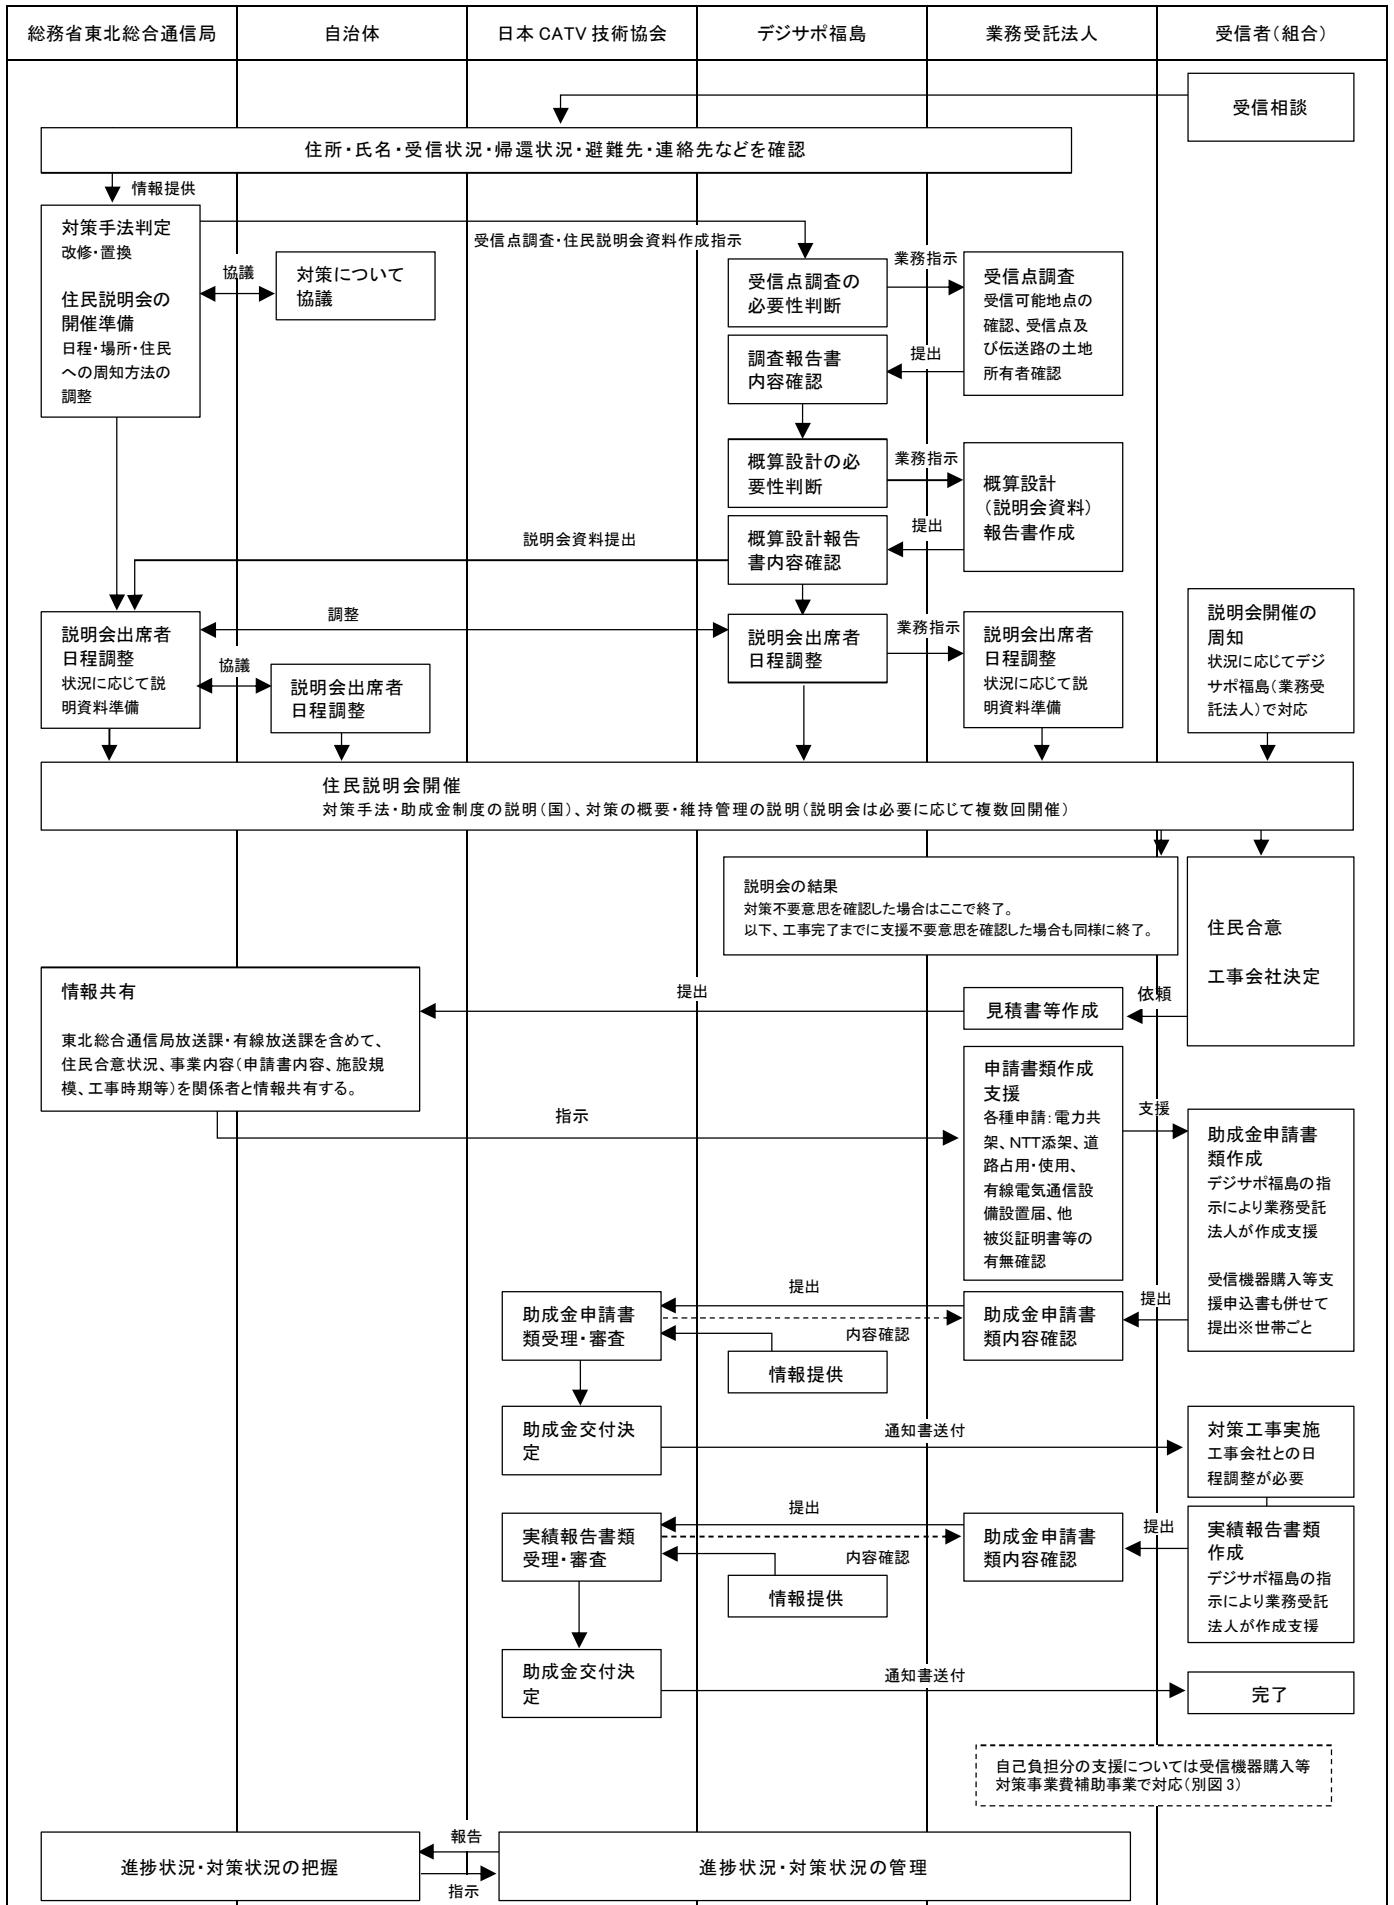 総務省東北総合通信局
自治体
日本 CATV 技術協会
デジサポ福島
業務受託法人
受信者(組合)
受信相談
住所・氏名・受信状況・帰還状況・避難先・連絡先などを確認
情報提供
対策手法判定
改修・置換
住民説明会の
開催準備
日程・場所・住民
への周知方法の
調整
協議
対策について
協議
受信点調査・住民説明会資料作成指示
受信点調査の
必要性判断
業務指示
受信点調査
受信可能地点の
確認、受信点及
び伝送路の土地
所有者確認
提出
調査報告書
内容確認
概算設計の必
要性判断
業務指示
概算設計
(説明会資料)
報告書作成
提出
概算設計報告
書内容確認
説明会資料提出
説明会出席者
日程調整
状況に応じて説
明資料準備
調整
協議
説明会出席者
日程調整
説明会出席者
日程調整
業務指示
説明会出席者
日程調整
状況に応じて説
明資料準備
説明会開催の
周知
状況に応じてデジ
サポ福島(業務受
託法人)で対応
住民説明会開催
対策手法・助成金制度の説明(国)、対策の概要・維持管理の説明(説明会は必要に応じて複数回開催)
説明会の結果
対策不要意思を確認した場合はここで終了。
以下、工事完了までに支援不要意思を確認した場合も同様に終了。
住民合意
工事会社決定
依頼
見積書等作成
提出
情報共有
東北総合通信局放送課・有線放送課を含めて、
住民合意状況、事業内容(申請書内容、施設規
模、工事時期等)を関係者と情報共有する。
指示
申請書類作成
支援
各種申請:電力共
架、NTT添架、道
路占用・使用、
有線電気通信設
備設置届、他
被災証明書等の
有無確認
支援
助成金申請書
類作成
デジサポ福島の指
示により業務受託
法人が作成支援
受信機器購入等支
援申込書も併せて
提出※世帯ごと
提出
助成金申請書
類内容確認
提出
内容確認
助成金申請書
類受理・審査
情報提供
助成金交付決
定
通知書送付
対策工事実施
工事会社との日
程調整が必要
実績報告書類
作成
デジサポ福島の指
示により業務受託
法人が作成支援
提出
助成金申請書
類内容確認
提出
内容確認
実績報告書類
受理・審査
情報提供
助成金交付決
定
通知書送付
完了
自己負担分の支援については受信機器購入等
対策事業費補助事業で対応(別図 3)
進捗状況・対策状況の把握
報告
指示
進捗状況・対策状況の管理